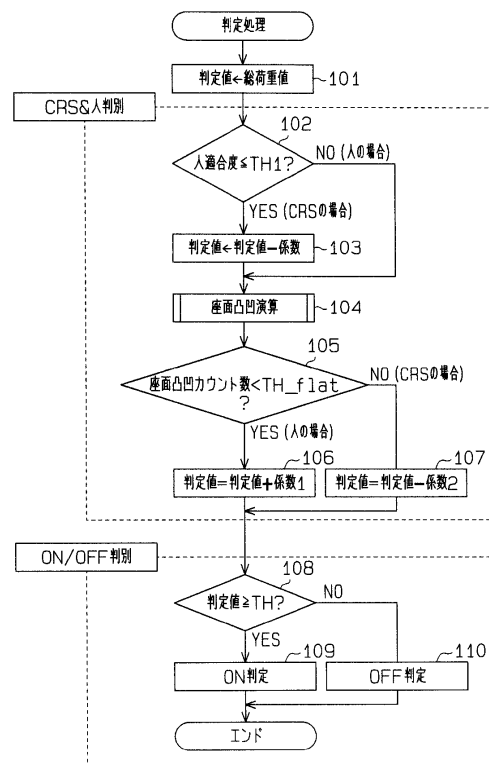 判定処理
判定値←総荷重値
101
CRS&人判別
102
人適合度≦TH1?
NO (人の場合)
YES (CRSの場合)
判定値←判定値−係数
103
座面凸凹演算
104
105
座面凸凹カウント数<TH_flat
?
NO (CRSの場合)
YES (人の場合)
106
107
判定値=判定値+係数1
判定値=判定値−係数2
ON/OFF判別
108
判定値≧TH?
NO
YES
109
110
ON判定
OFF判定
エンド